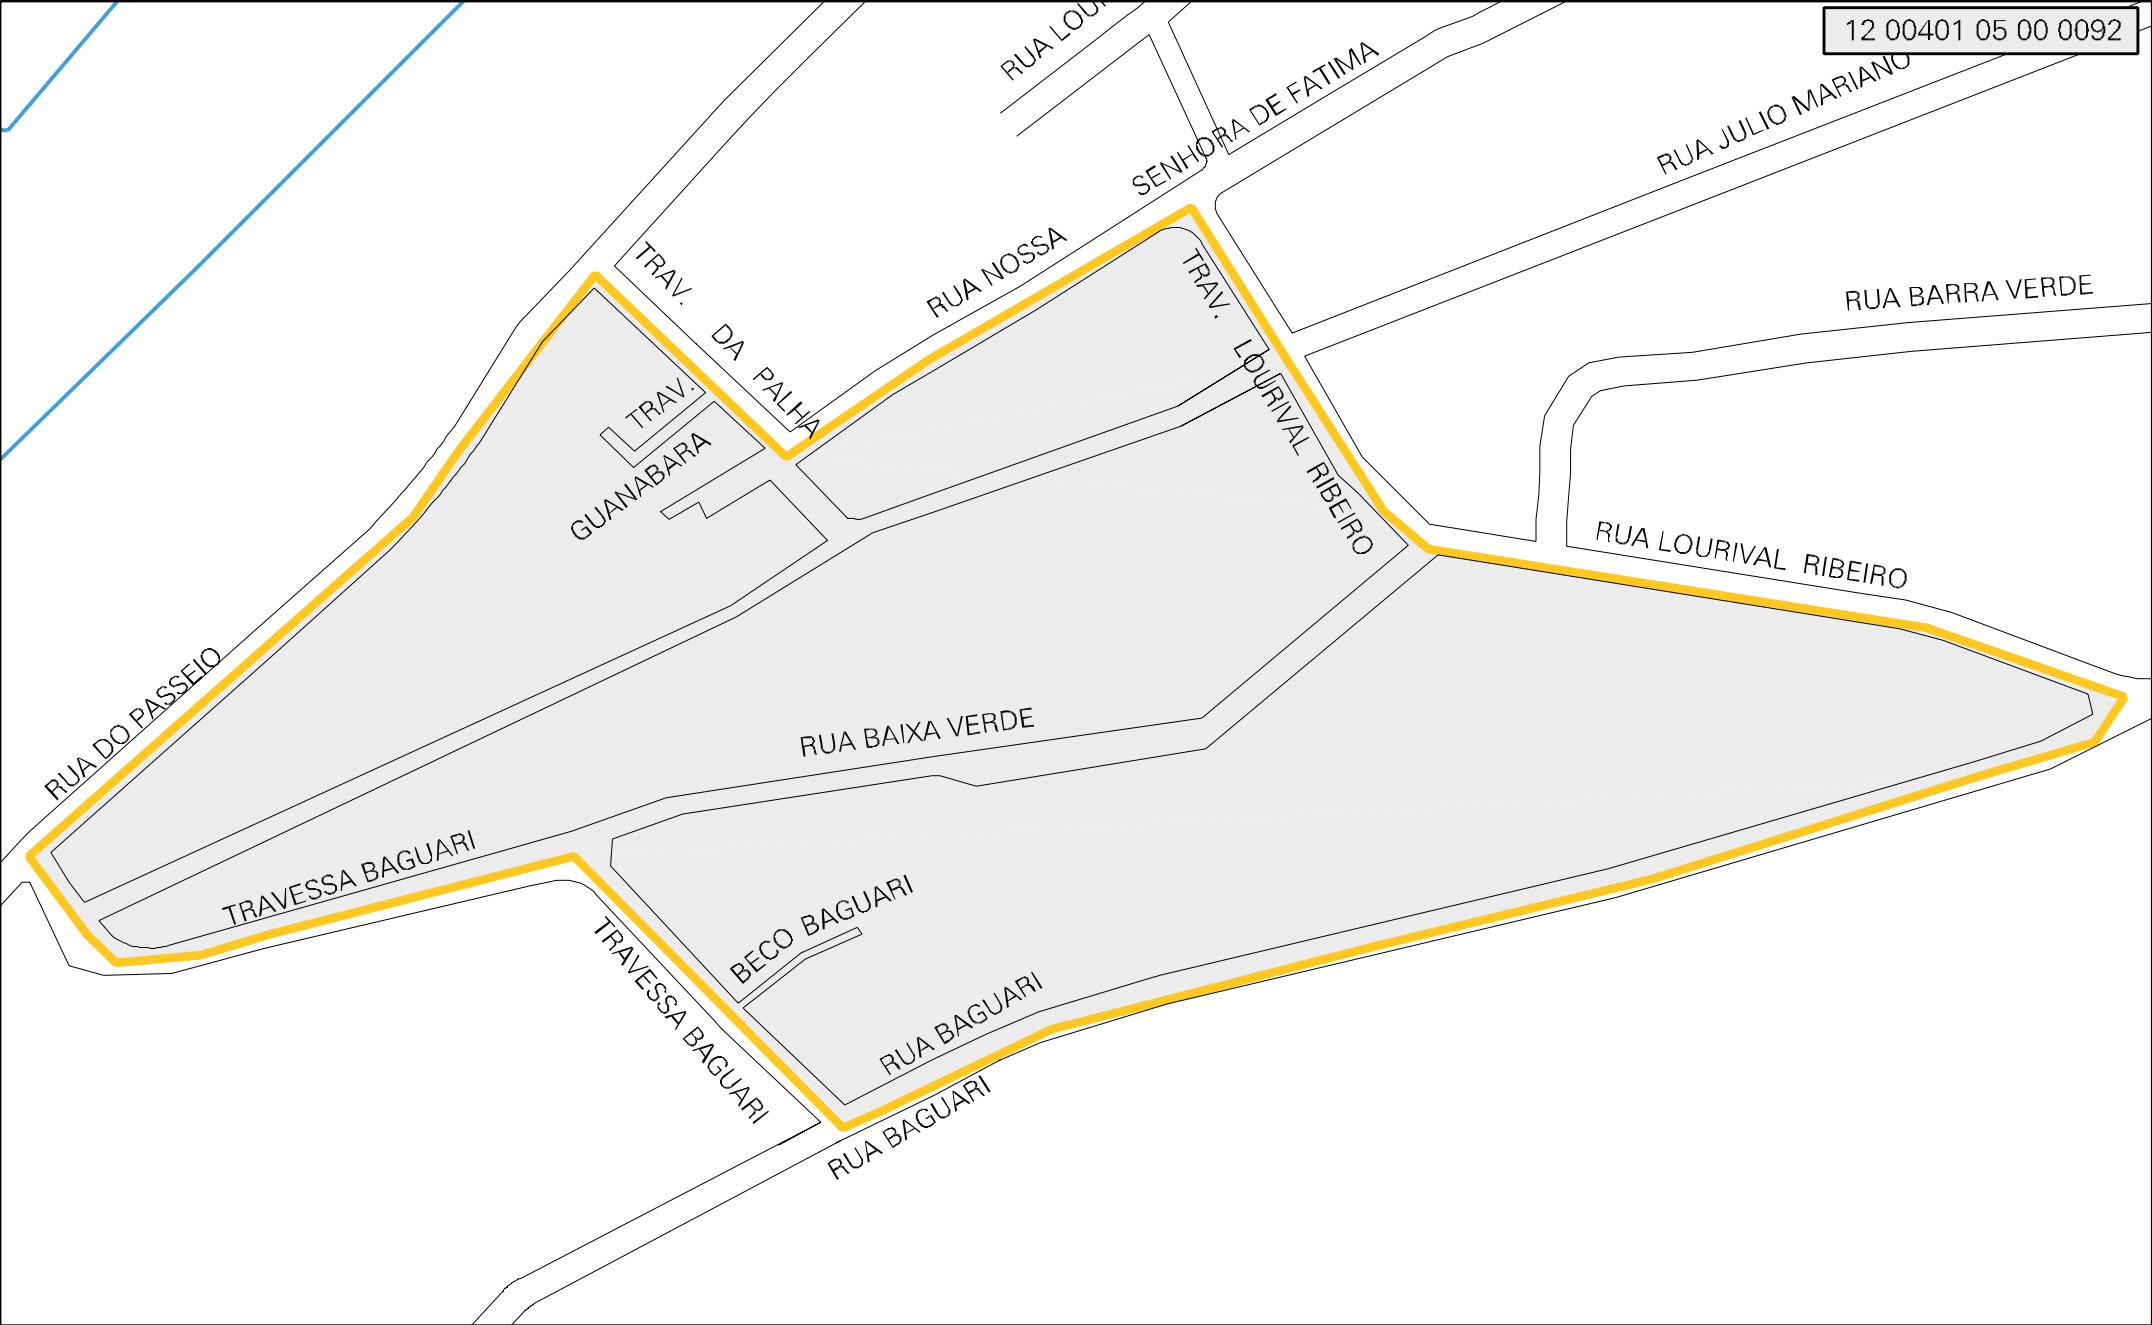 12 00401 05 00 0092
RUA
SENHORA DE FATIMA
RUA JULIO MARIANO
RUA NOSSA
TRAV. DA PALHA
TRAV. LOURIVAL RIBEIRO
RUA BARRA VERDE
TRAV.
GUANABARA
RUA LOURIVAL RIBEIRO
RUA DO PASSEIO
RUA BAIXA VERDE
TRAVESSA BAGUARI
BECO BAGUARI
TRAVESSA BAGUARI
RUA BAGUARI
RUA BAGUARI